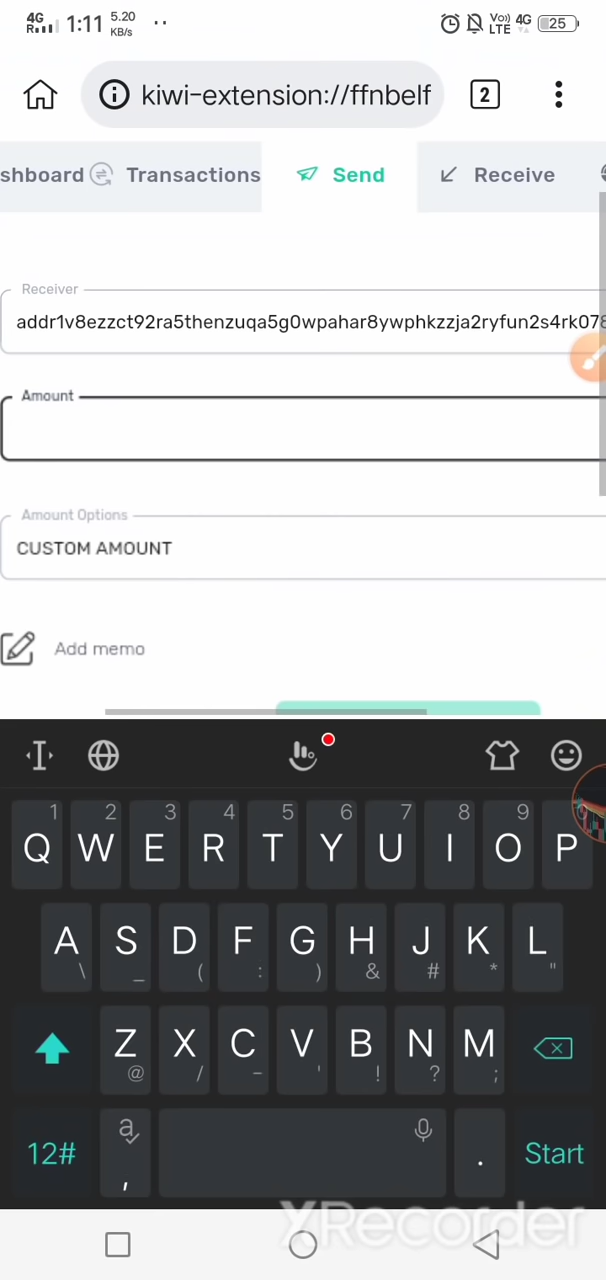 4G 1:11 5.20 KB/s Vo)) LTE 4G 25
R
kiwi-extension://ffnbelf 2
shboard Transactions Send Receive
Receiver
addr1v8ezzct92ra5thenzuqa5g0wpahar8ywphkzzja2ryfun2s4rk078
Amount
Amount Options
CUSTOM AMOUNT
Add memo
1 2 3 4 5 6 7 8 9
Q W E R T Y U I O P
A S D F G H J K L
\ _ ( : ) & # * "
Z X C V B N M
@ / - ' ! ? ;
12# a , . Start
XRecorder